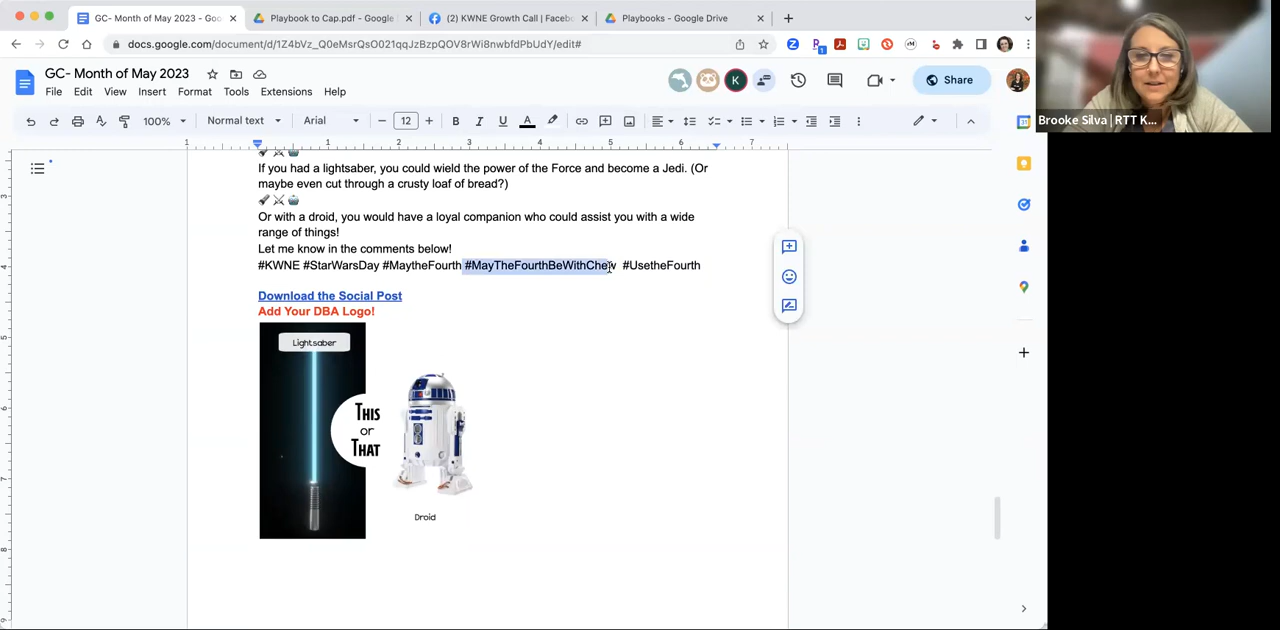 GC- Month of May 2023 - Goo
Playbook to Cap.pdf - Google
(2) KWNE Growth Call | Faceb
Playbooks - Google Drive
docs.google.com/document/d/1Z4bVz_Q0eMsrQsO021qqJzBzpQOV8rWi8nwbfdPbUdY/edit#
GC- Month of May 2023
File Edit View Insert Format Tools Extensions Help
K
Share
100% Normal text Arial 12
If you had a lightsaber, you could wield the power of the Force and become a Jedi. (Or
maybe even cut through a crusty loaf of bread?)
Or with a droid, you would have a loyal companion who could assist you with a wide
range of things!
Let me know in the comments below!
#KWNE #StarWarsDay #MaytheFourth #MayTheFourthBeWithChew #UsetheFourth
Download the Social Post
Add Your DBA Logo!
Lightsaber
THIS
or
THAT
Droid
Brooke Silva | RTT K...